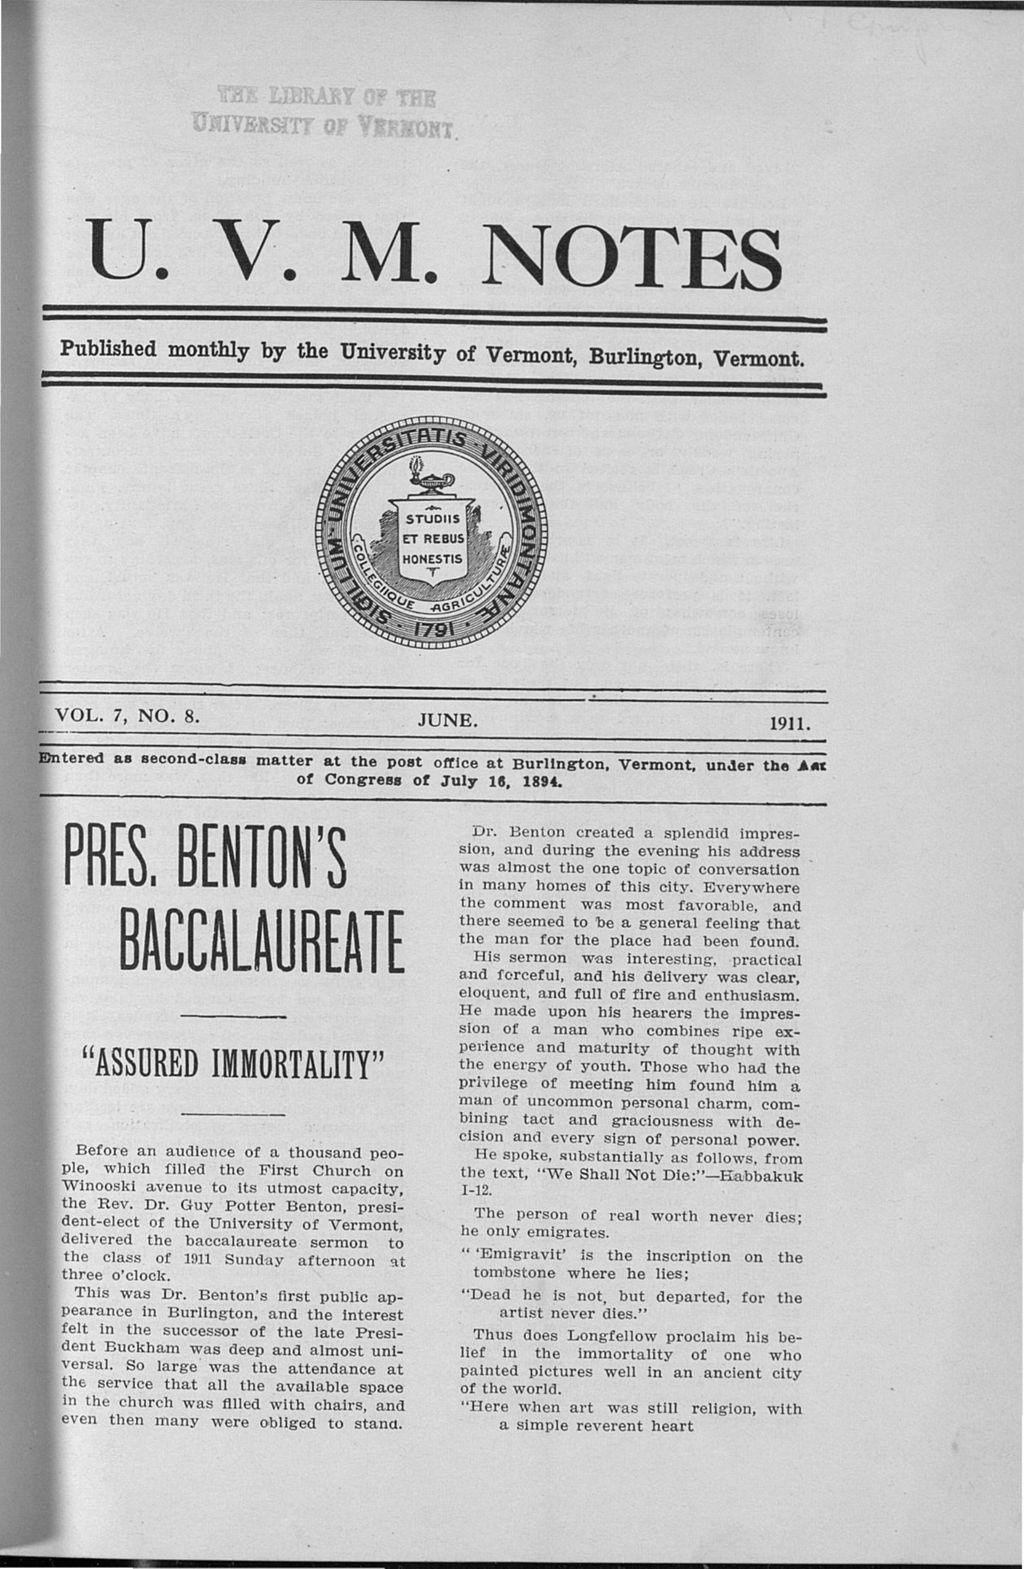 THE LIBRARY OF THE
UNIVERSITY OF VERMONT.
U. V. M. NOTES
Published monthly by the University of Vermont, Burlington, Vermont.
SIGILLUM · UNIVERSITATIS · VIRIDIMONTANÆ ·
COLLEGIIQUE AGRICULTURÆ
STUDIIS
ET REBUS
HONESTIS
1791
VOL. 7, NO. 8. JUNE. 1911.
Entered as second-class matter at the post office at Burlington, Vermont, under the Act
of Congress of July 16, 1894.
PRES. BENTON'S
BACCALAUREATE
"ASSURED IMMORTALITY"
Before an audience of a thousand peo-
ple, which filled the First Church on
Winooski avenue to its utmost capacity,
the Rev. Dr. Guy Potter Benton, presi-
dent-elect of the University of Vermont,
delivered the baccalaureate sermon to
the class of 1911 Sunday afternoon at
three o'clock.
This was Dr. Benton's first public ap-
pearance in Burlington, and the interest
felt in the successor of the late Presi-
dent Buckham was deep and almost uni-
versal. So large was the attendance at
the service that all the available space
in the church was filled with chairs, and
even then many were obliged to stand.
Dr. Benton created a splendid impres-
sion, and during the evening his address
was almost the one topic of conversation
in many homes of this city. Everywhere
the comment was most favorable, and
there seemed to be a general feeling that
the man for the place had been found.
His sermon was interesting, practical
and forceful, and his delivery was clear,
eloquent, and full of fire and enthusiasm.
He made upon his hearers the impres-
sion of a man who combines ripe ex-
perience and maturity of thought with
the energy of youth. Those who had the
privilege of meeting him found him a
man of uncommon personal charm, com-
bining tact and graciousness with de-
cision and every sign of personal power.
He spoke, substantially as follows, from
the text, "We Shall Not Die:"—Habbakuk
I-12.
The person of real worth never dies;
he only emigrates.
" 'Emigravit' is the inscription on the
tombstone where he lies;
"Dead he is not, but departed, for the
artist never dies."
Thus does Longfellow proclaim his be-
lief in the immortality of one who
painted pictures well in an ancient city
of the world.
"Here when art was still religion, with
a simple reverent heart